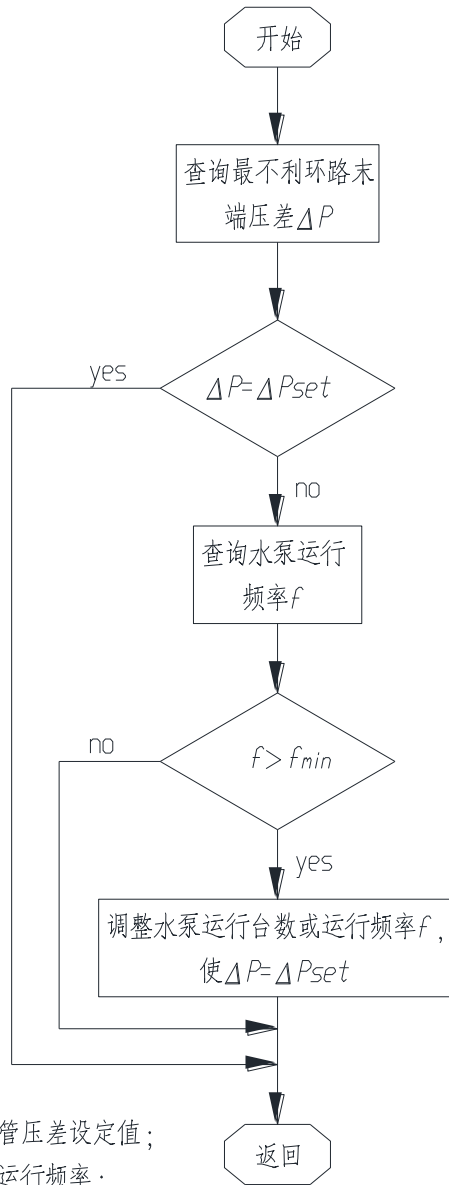 开始
查询最不利环路末
端压差ΔP
ΔP=ΔPset
yes
no
查询水泵运行
频率f
f>fmin
no
yes
调整水泵运行台数或运行频率f，
使ΔP=ΔPset
管压差设定值；
运行频率.
返回